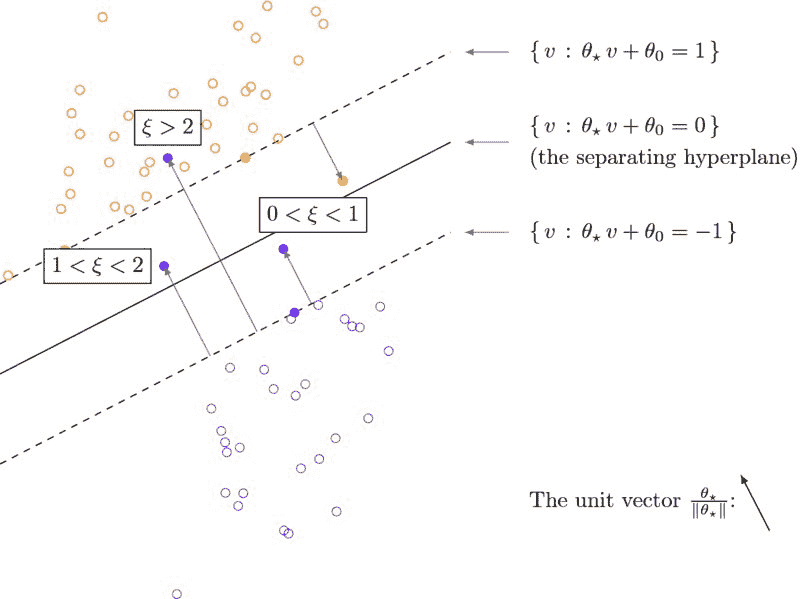 { v : θ⋆ v + θ₀ = 1 }
{ v : θ⋆ v + θ₀ = 0 }
(the separating hyperplane)
ξ > 2
0 < ξ < 1
{ v : θ⋆ v + θ₀ = −1 }
1 < ξ < 2
The unit vector θ⋆/‖θ⋆‖: